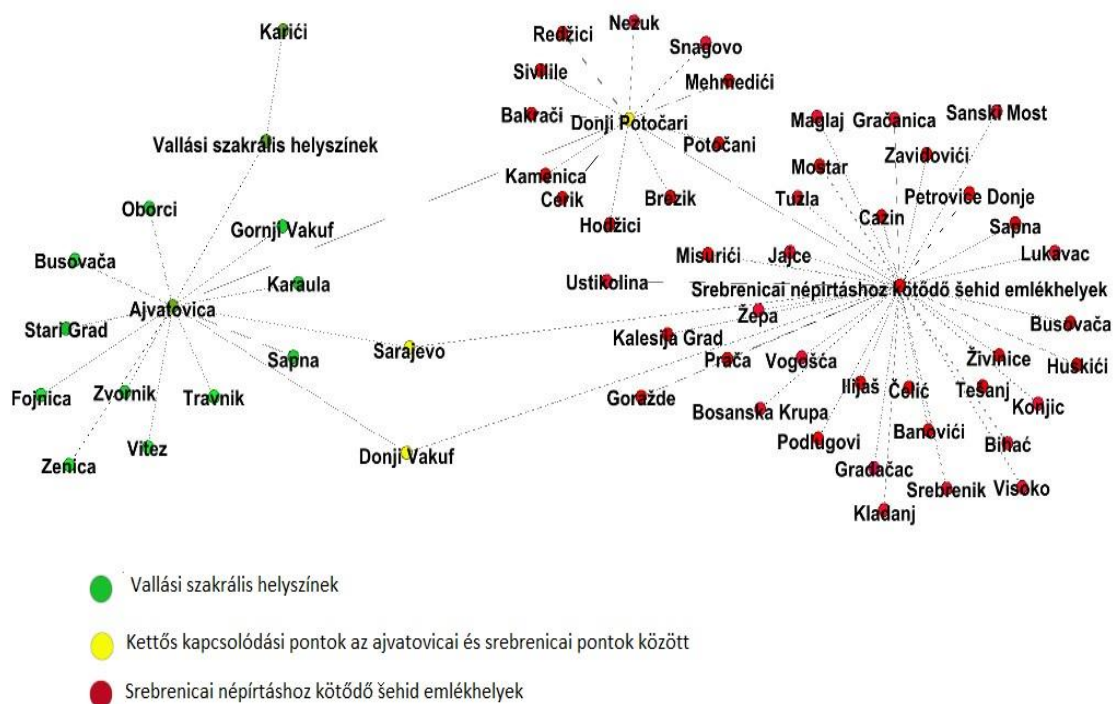 Karići
Vallási szakrális helyszínek
Oborci
Gornji Vakuf
Busovača
Karaula
Ajvatovica
Stari Grad
Sapna
Fojnica
Zvornik
Travnik
Vitez
Zenica
Sarajevo
Donji Vakuf
Nezuk
Redžici
Snagovo
Sivilile
Mehmedići
Bakrači
Donji Potočari
Potočani
Kamenica
Cerik
Brezik
Hodžici
Maglaj
Gračanica
Sanski Most
Mostar
Zavidovići
Tuzla
Petroviće Donje
Cazin
Sapna
Misurići
Jajce
Lukavac
Ustikolina
Srebrenicai népirtáshoz kötödő šehid emlékhelyek
Žepa
Busovača
Kalesija Grad
Prača
Vogošća
Živinice
Huskići
Goražde
Ilijaš
Čelić
Tešanj
Konjic
Bosanska Krupa
Podlugovi
Banovići
Bihać
Gradačac
Srebrenik
Visoko
Kladanj
Vallási szakrális helyszínek
Kettős kapcsolódási pontok az ajvatovicai és srebrenicai pontok között
Srebrenicai népírtáshoz kötődő šehid emlékhelyek